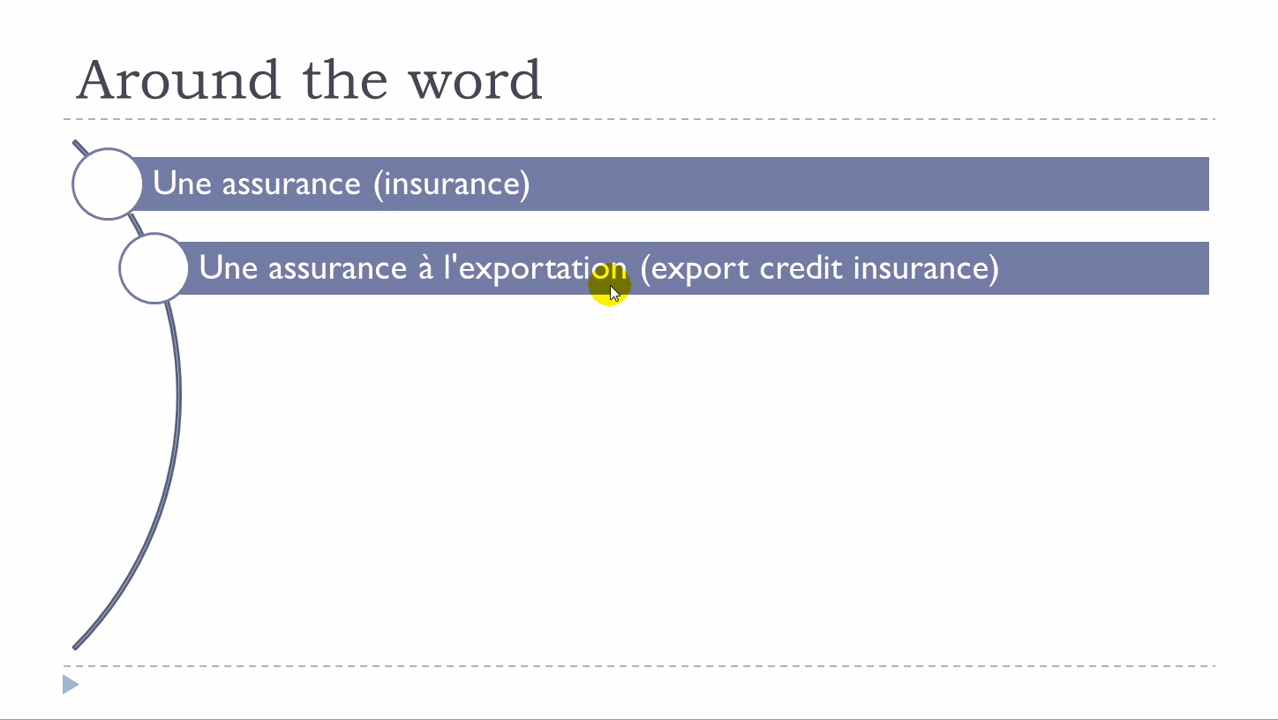 Around the word
Une assurance (insurance)
Une assurance à l'exportation (export credit insurance)